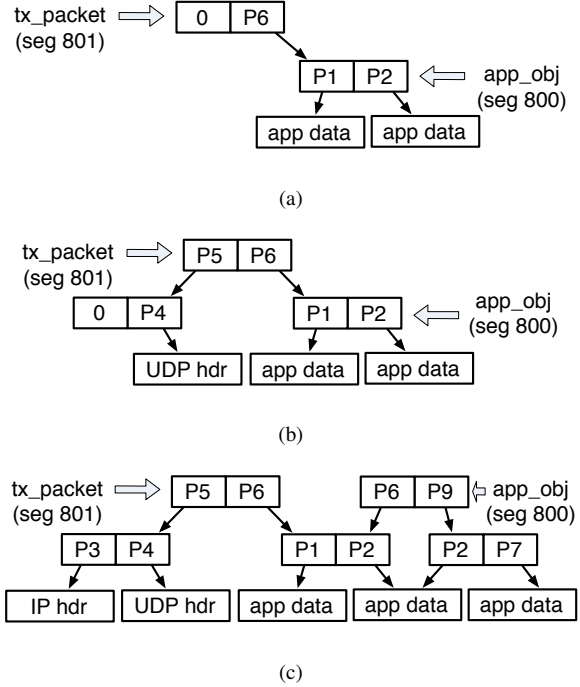 tx_packet
(seg 801)
0 P6
P1 P2
app_obj
(seg 800)
app data app data
(a)
tx_packet
(seg 801)
P5 P6
0 P4
P1 P2
app_obj
(seg 800)
UDP hdr app data app data
(b)
tx_packet
(seg 801)
P5 P6
P6 P9
app_obj
(seg 800)
P3 P4
P1 P2
P2 P7
IP hdr UDP hdr app data app data app data
(c)